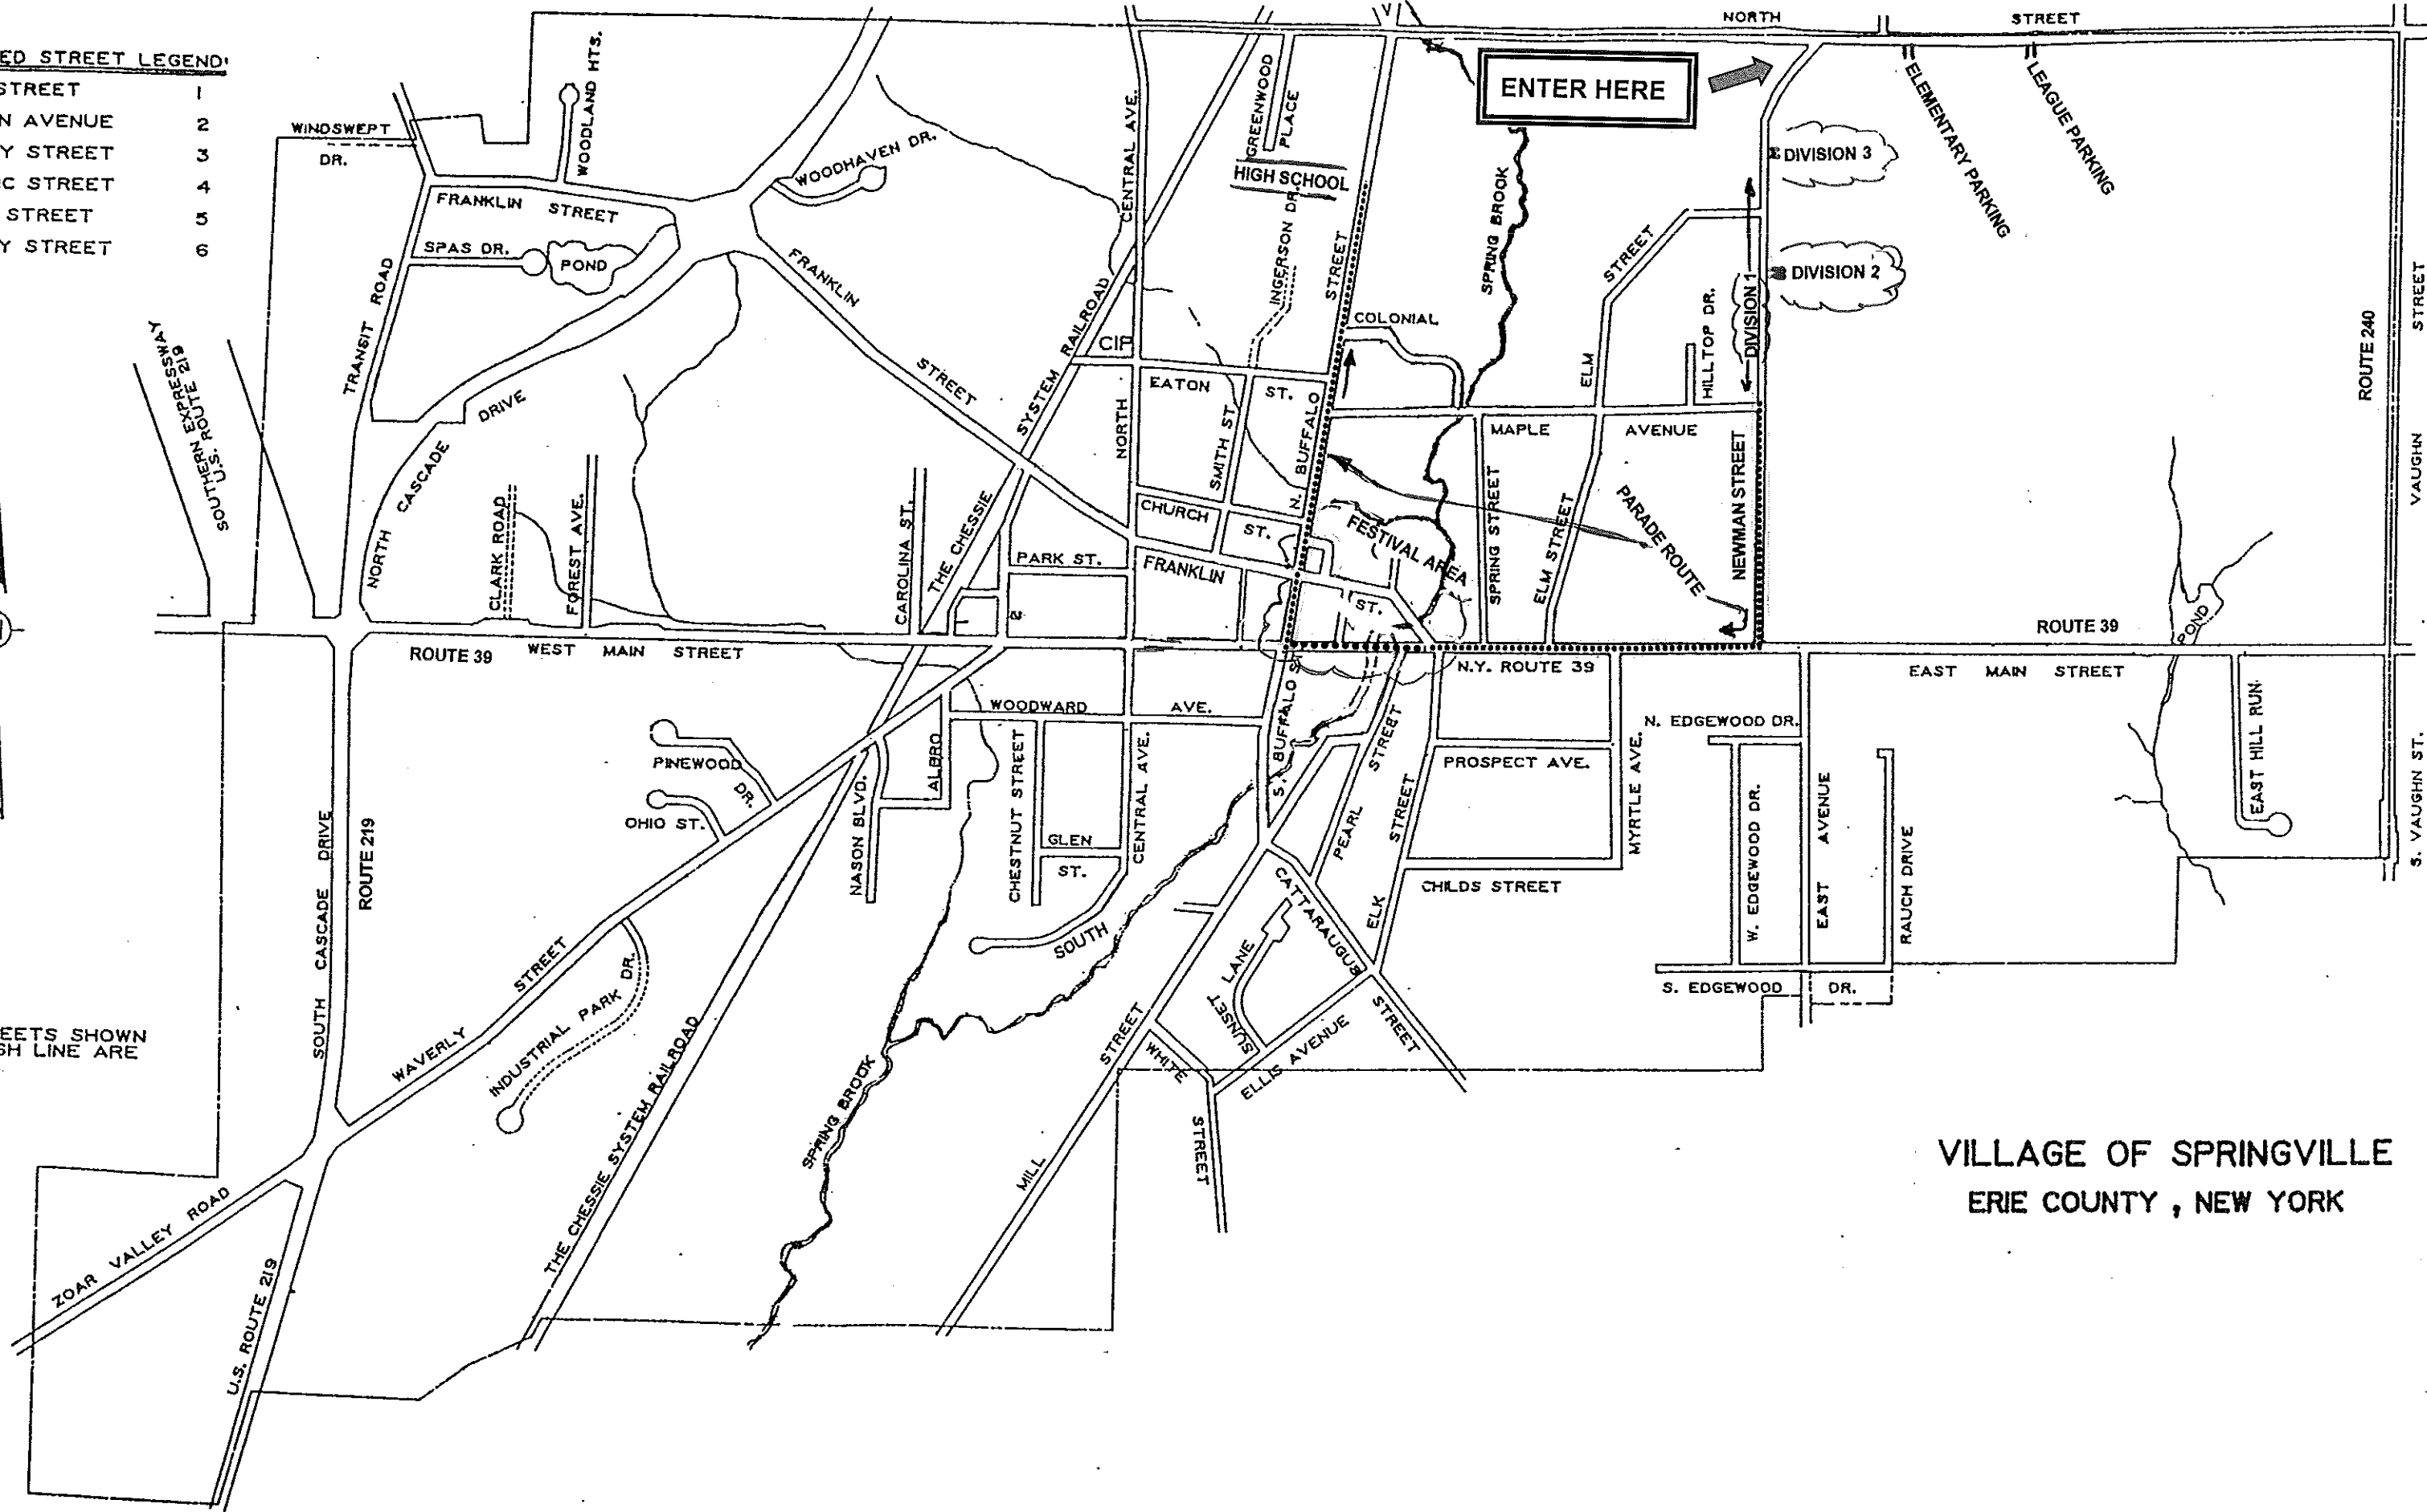 ED STREET LEGEND:
STREET 1
N AVENUE 2
Y STREET 3
C STREET 4
STREET 5
Y STREET 6
NORTH STREET
ENTER HERE
ELEMENTARY PARKING
LEAGUE PARKING
WINDSWEPT
DR.
WOODLAND HTS.
WOODHAVEN DR.
FRANKLIN STREET
SPAS DR.
POND
TRANSIT ROAD
SOUTHERN EXPRESSWAY
U.S. ROUTE 219
NORTH CASCADE DRIVE
FRANKLIN STREET
THE CHESSIE SYSTEM RAILROAD
NORTH CENTRAL AVE.
GREENWOOD
PLACE
HIGH SCHOOL
INGERSON DR.
N. BUFFALO STREET
SPRING BROOK
COLONIAL
CIP
EATON ST.
SMITH ST.
CHURCH ST.
PARK ST.
FRANKLIN ST.
2
DIVISION 3
DIVISION 2
DIVISION 1
HILLTOP DR.
ELM STREET
MAPLE AVENUE
SPRING STREET
ELM STREET
NEWMAN STREET
PARADE ROUTE
FESTIVAL AREA
ROUTE 240
VAUGHN STREET
CLARK ROAD
FOREST AVE.
CAROLINA ST.
ROUTE 39
WEST MAIN STREET
N.Y. ROUTE 39
ROUTE 39
EAST MAIN STREET
POND
EAST HILL RUN
S. VAUGHN ST.
WOODWARD AVE.
ALBRO
NASON BLVD.
CHESTNUT STREET
SOUTH CENTRAL AVE.
GLEN
ST.
PINEWOOD
DR.
OHIO ST.
SOUTH CASCADE DRIVE
ROUTE 219
S. BUFFALO ST.
PEARL STREET
ELK STREET
PROSPECT AVE.
MYRTLE AVE.
CHILDS STREET
N. EDGEWOOD DR.
W. EDGEWOOD DR.
EAST AVENUE
RAUCH DRIVE
S. EDGEWOOD DR.
CATTARAUGUS STREET
SUNSET LANE
ELLIS AVENUE
WHITE STREET
MILL STREET
SPRING BROOK
THE CHESSIE SYSTEM RAILROAD
INDUSTRIAL PARK DR.
WAVERLY STREET
EETS SHOWN
SH LINE ARE
ZOAR VALLEY ROAD
U.S. ROUTE 219
VILLAGE OF SPRINGVILLE
ERIE COUNTY , NEW YORK